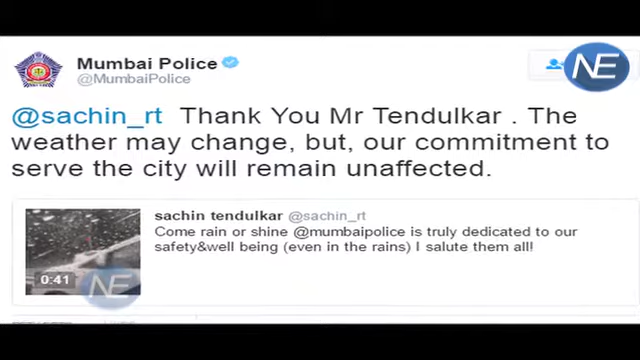 Mumbai Police
@MumbaiPolice
NE
@sachin_rt Thank You Mr Tendulkar . The
weather may change, but, our commitment to
serve the city will remain unaffected.
sachin tendulkar @sachin_rt
Come rain or shine @mumbaipolice is truly dedicated to our
safety&well being (even in the rains) I salute them all!
0:41
NE